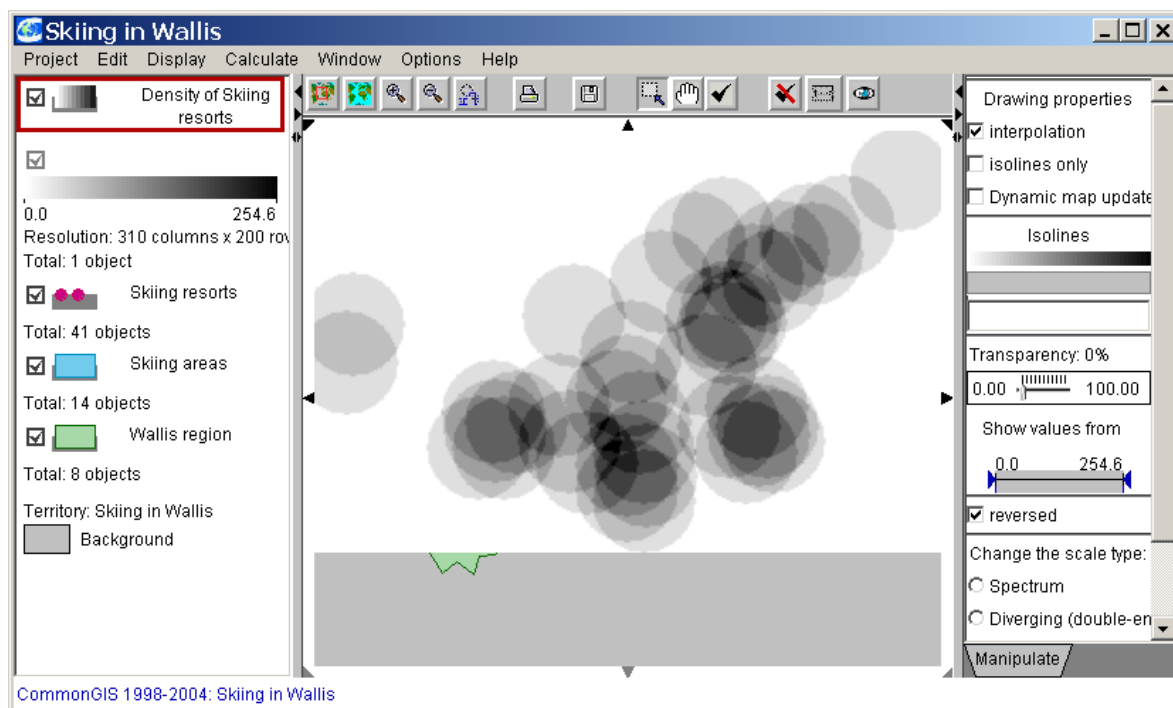 Skiing in Wallis
Project Edit Display Calculate Window Options Help
Density of Skiing
resorts
0.0 254.6
Resolution: 310 columns x 200 rov
Total: 1 object
Skiing resorts
Total: 41 objects
Skiing areas
Total: 14 objects
Wallis region
Total: 8 objects
Territory: Skiing in Wallis
Background
Drawing properties
interpolation
isolines only
Dynamic map update
Isolines
Transparency: 0%
0.00 100.00
Show values from
0.0 254.6
reversed
Change the scale type:
Spectrum
Diverging (double-en
Manipulate
CommonGIS 1998-2004: Skiing in Wallis